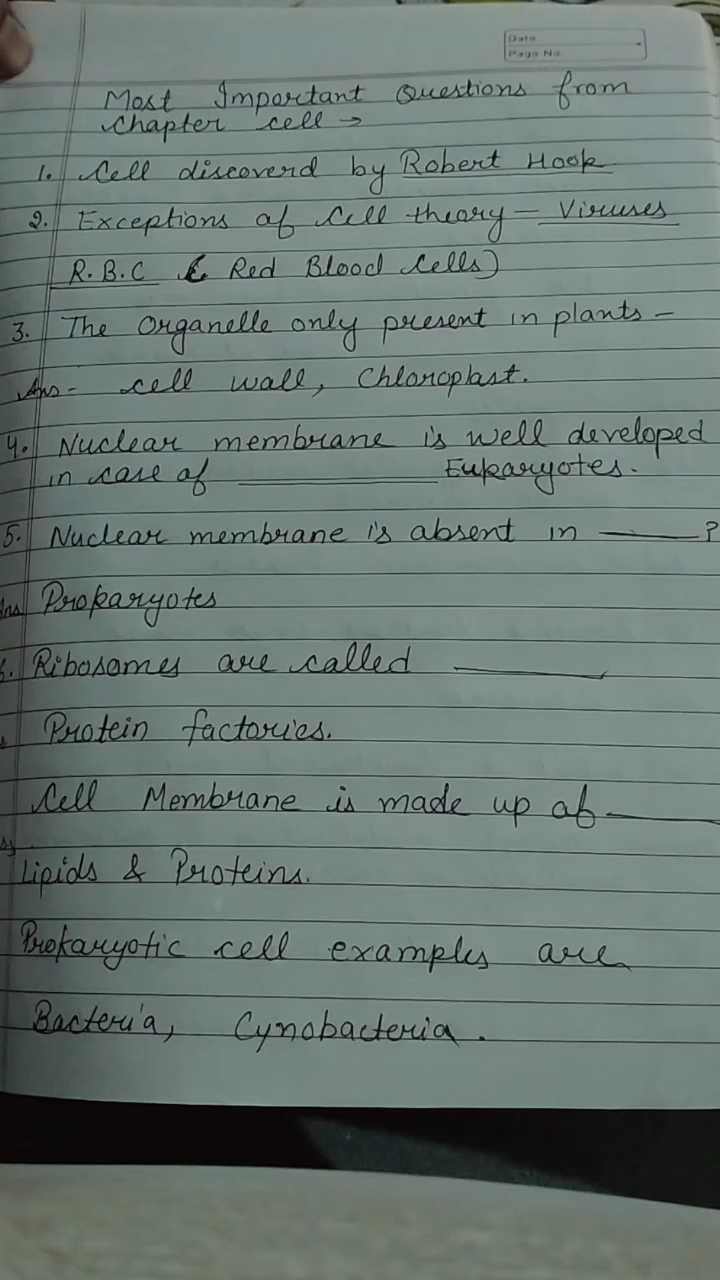 Date
Page No.
Most Important Questions from
Chapter cell →
1. Cell discoverd by Robert Hook
2. Exceptions of Cell theory - Viruses
R.B.C ( Red Blood Cells)
3. The Organelle only present in plants -
Ans - cell wall, Chloroplast.
4. Nuclear membrane is well developed
in case of ________ Eukaryotes.
5. Nuclear membrane is absent in ____?
Ans Prokaryotes
6. Ribosomes are called ____
Protein factories.
Cell Membrane is made up of ____
Lipids & Proteins.
Prokaryotic cell examples are
Bacteria, Cynobacteria.